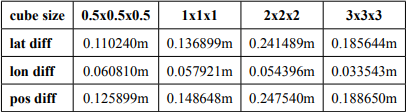 cube size 0.5x0.5x0.5 1x1x1 2x2x2 3x3x3
lat diff 0.110240m 0.136899m 0.241489m 0.185644m
lon diff 0.060810m 0.057921m 0.054396m 0.033543m
pos diff 0.125899m 0.148648m 0.247540m 0.188650m